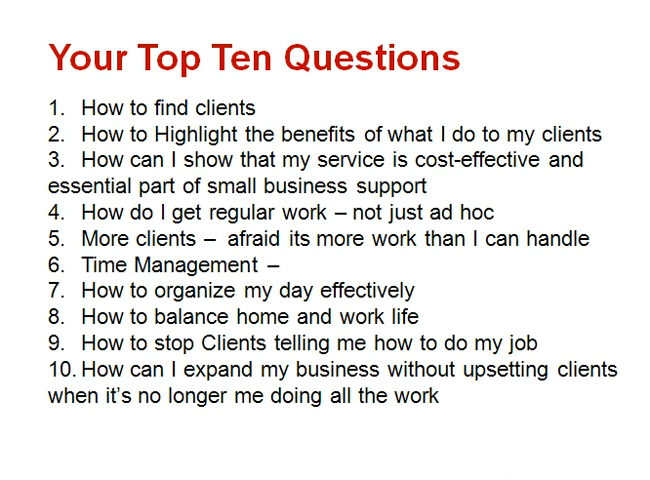 Your Top Ten Questions
1. How to find clients
2. How to Highlight the benefits of what I do to my clients
3. How can I show that my service is cost-effective and
essential part of small business support
4. How do I get regular work – not just ad hoc
5. More clients – afraid its more work than I can handle
6. Time Management –
7. How to organize my day effectively
8. How to balance home and work life
9. How to stop Clients telling me how to do my job
10. How can I expand my business without upsetting clients
when it’s no longer me doing all the work